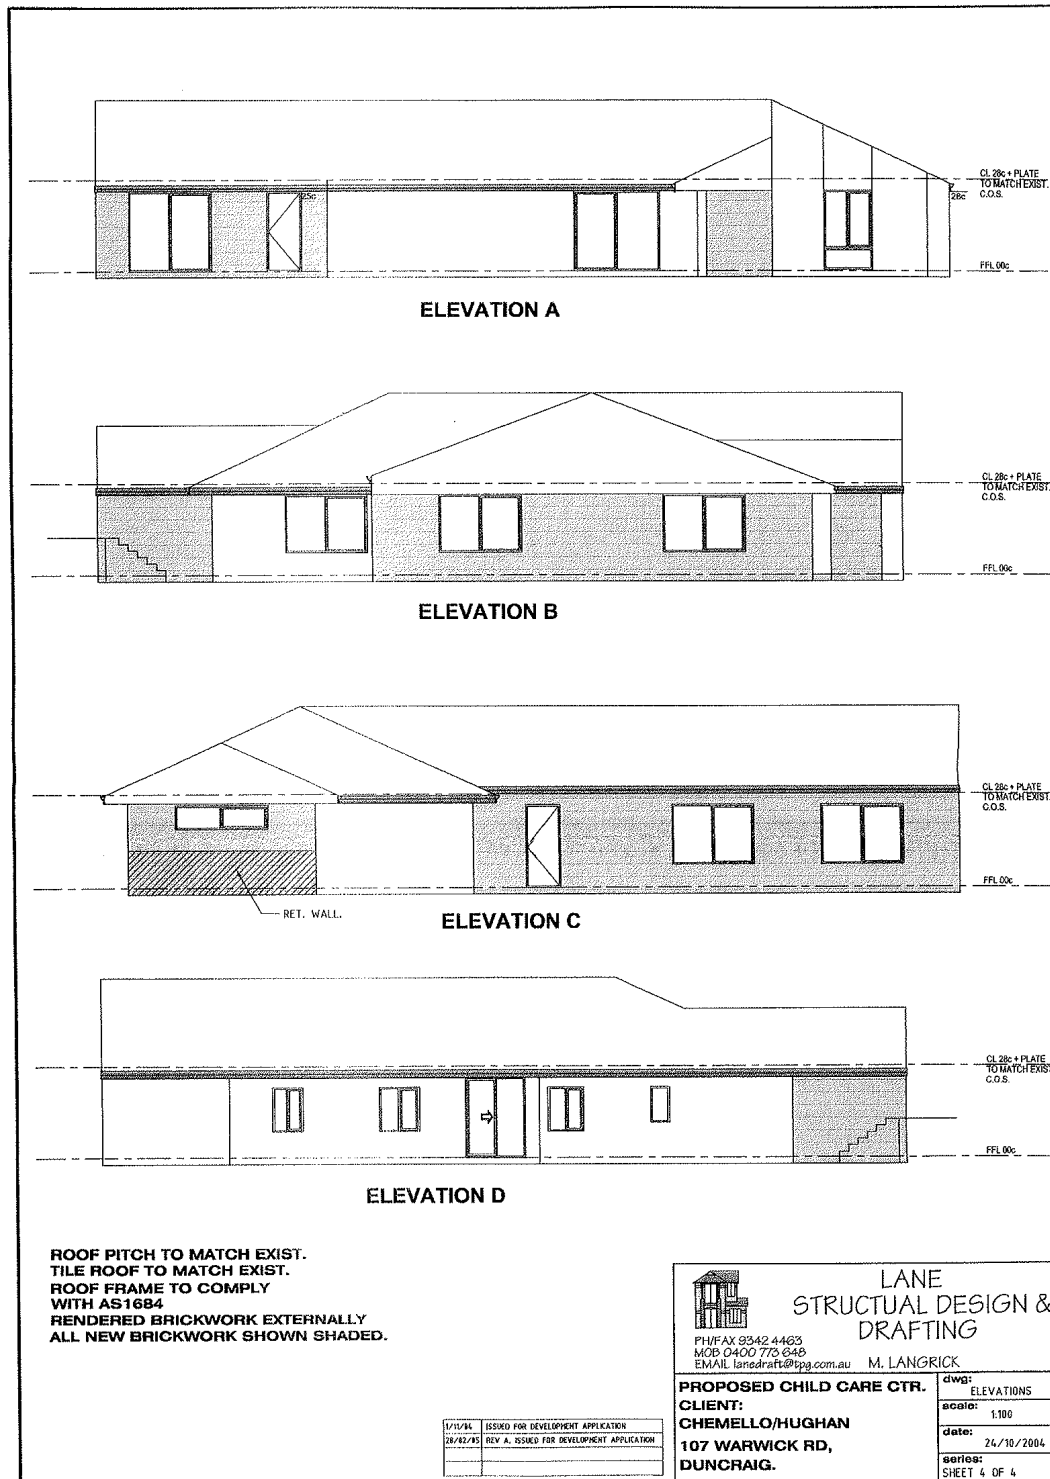 CL 28c + PLATE
TO MATCH EXIST.
C.O.S.
25c
28c
FFL 00c
ELEVATION A
CL 28c + PLATE
TO MATCH EXIST.
C.O.S.
FFL 00c
ELEVATION B
CL 28c + PLATE
TO MATCH EXIST.
C.O.S.
FFL 00c
RET. WALL.
ELEVATION C
CL 28c + PLATE
TO MATCH EXIST
C.O.S.
FFL 00c
ELEVATION D
ROOF PITCH TO MATCH EXIST.
TILE ROOF TO MATCH EXIST.
ROOF FRAME TO COMPLY
WITH AS1684
RENDERED BRICKWORK EXTERNALLY
ALL NEW BRICKWORK SHOWN SHADED.
LANE
STRUCTUAL DESIGN &
DRAFTING
PH/FAX 9342 4463
MOB 0400 773 648
EMAIL lanedraft@tpg.com.au M. LANGRICK
PROPOSED CHILD CARE CTR.
CLIENT:
CHEMELLO/HUGHAN
107 WARWICK RD,
DUNCRAIG.
dwg:
ELEVATIONS
scale:
1:100
date:
24/10/2004
series:
SHEET 4 OF 4
1/11/04 ISSUED FOR DEVELOPMENT APPLICATION
28/02/05 REV A. ISSUED FOR DEVELOPMENT APPLICATION